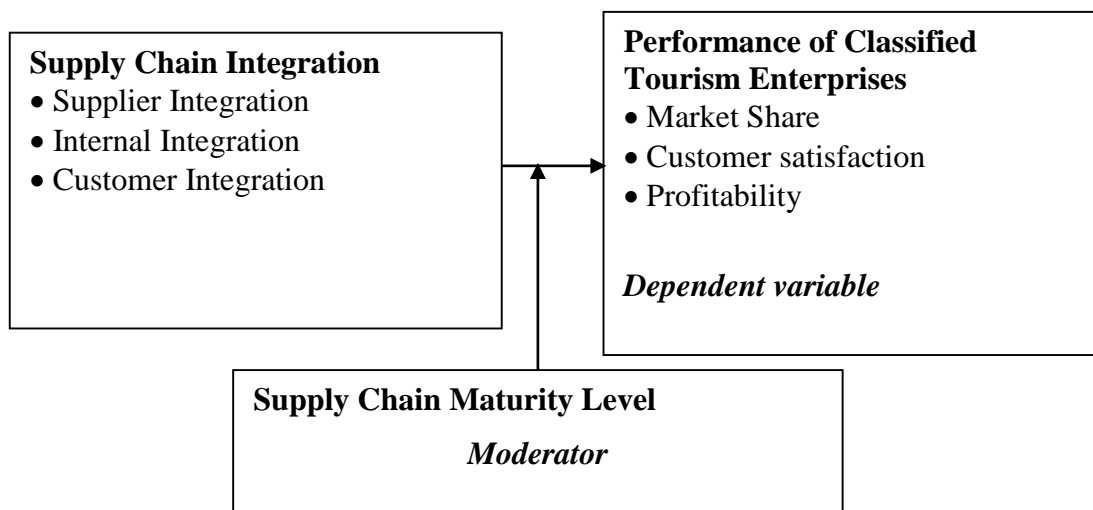 Supply Chain Integration
• Supplier Integration
• Internal Integration
• Customer Integration
Performance of Classified
Tourism Enterprises
• Market Share
• Customer satisfaction
• Profitability
Dependent variable
Supply Chain Maturity Level
Moderator